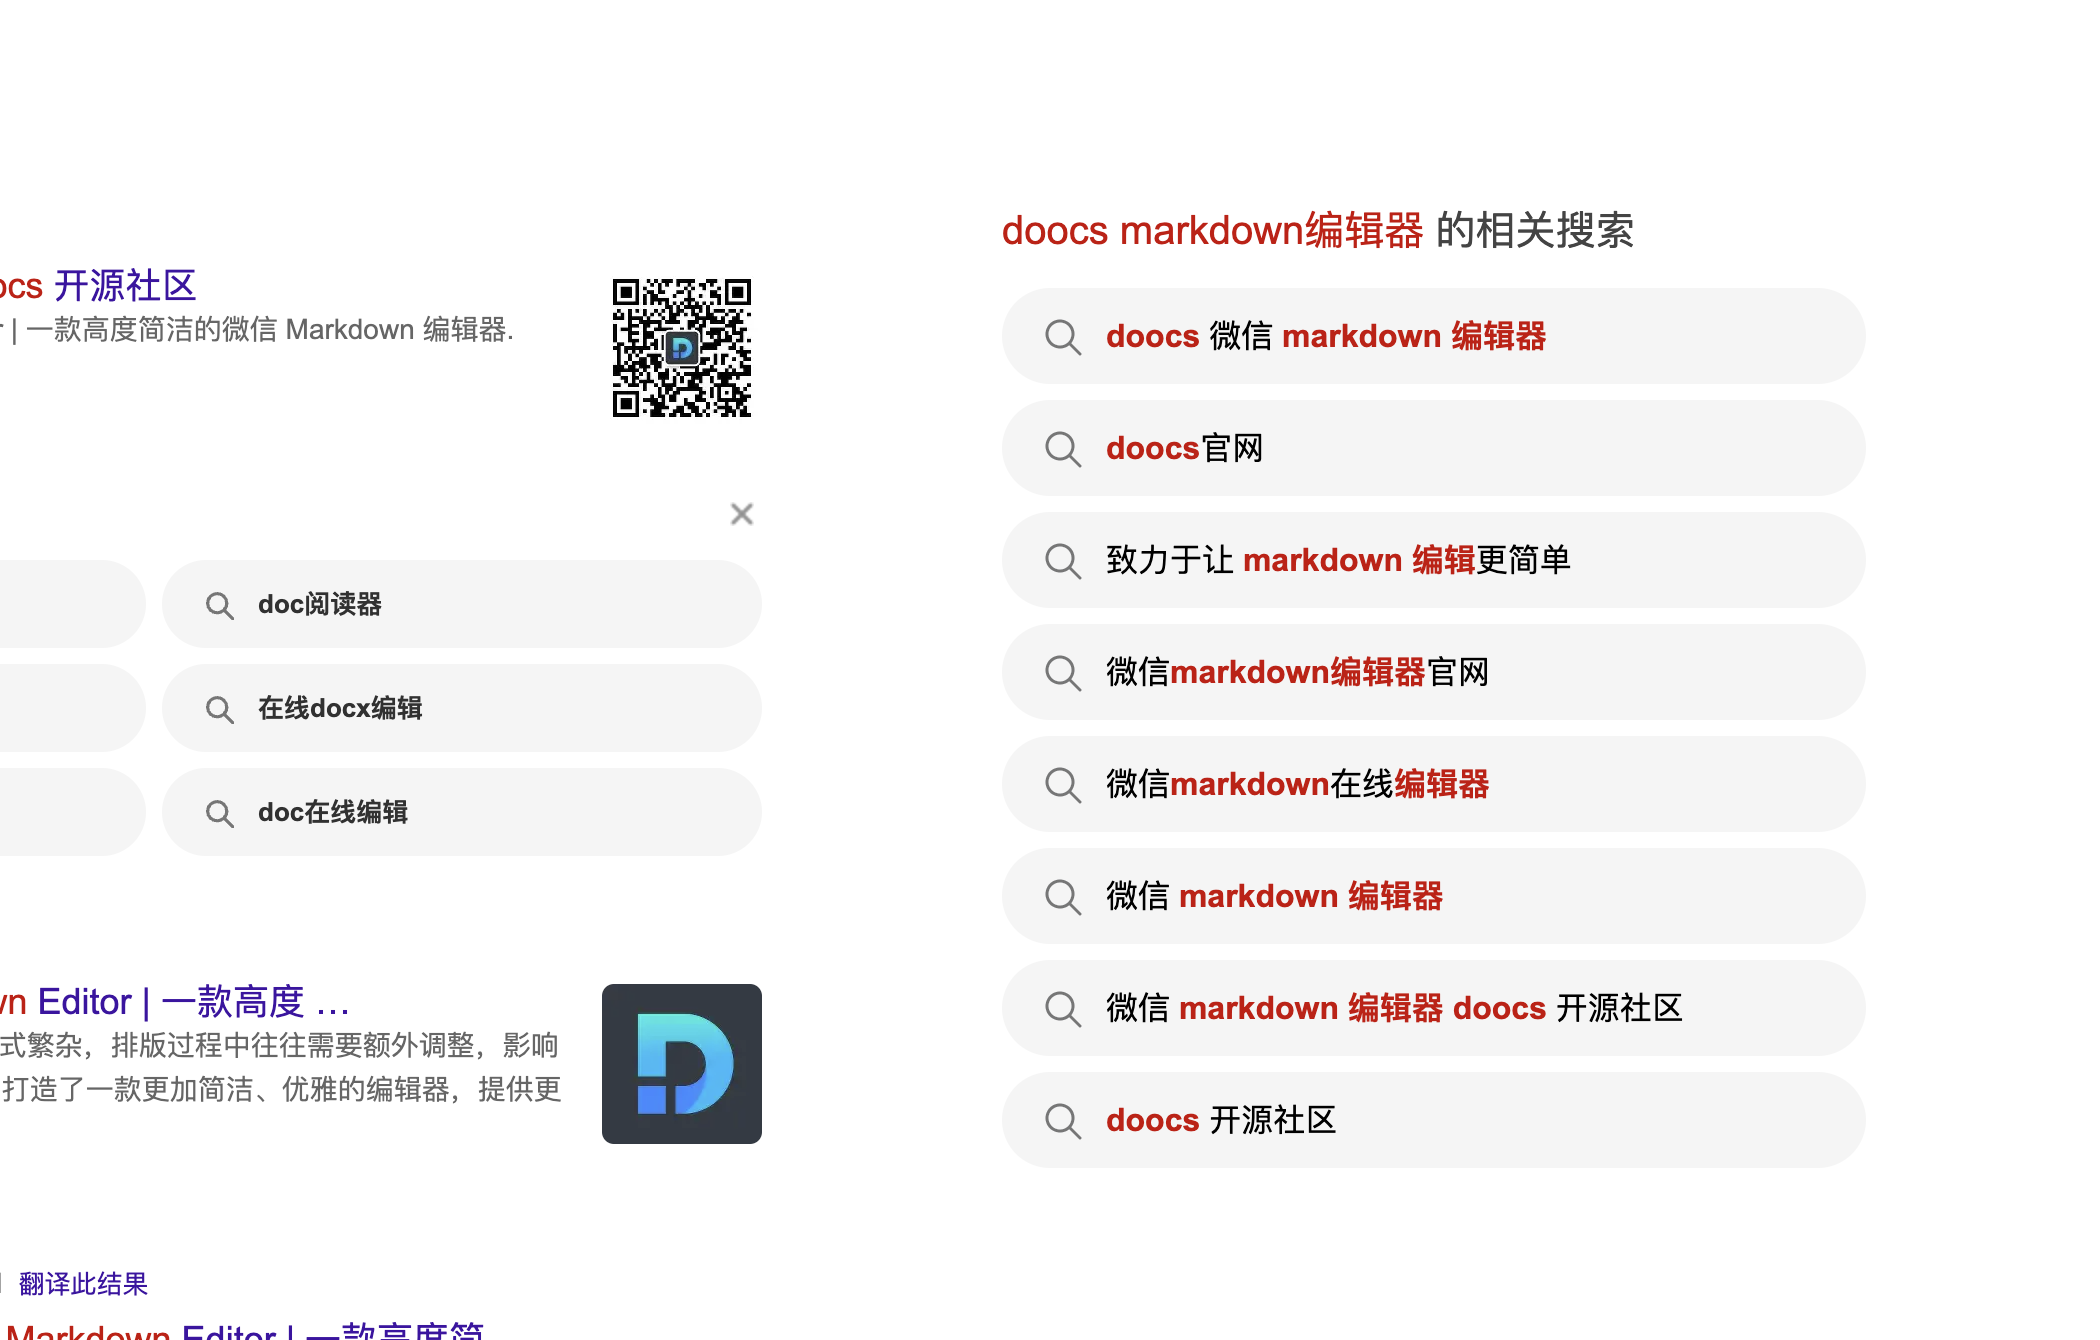 ocs 开源社区
r | 一款高度简洁的微信 Markdown 编辑器.
doc阅读器
在线docx编辑
doc在线编辑
wn Editor | 一款高度 ...
式繁杂，排版过程中往往需要额外调整，影响
打造了一款更加简洁、优雅的编辑器，提供更
翻译此结果
Markdown Editor | 一款高度简
doocs markdown编辑器 的相关搜索
doocs 微信 markdown 编辑器
doocs官网
致力于让 markdown 编辑更简单
微信markdown编辑器官网
微信markdown在线编辑器
微信 markdown 编辑器
微信 markdown 编辑器 doocs 开源社区
doocs 开源社区